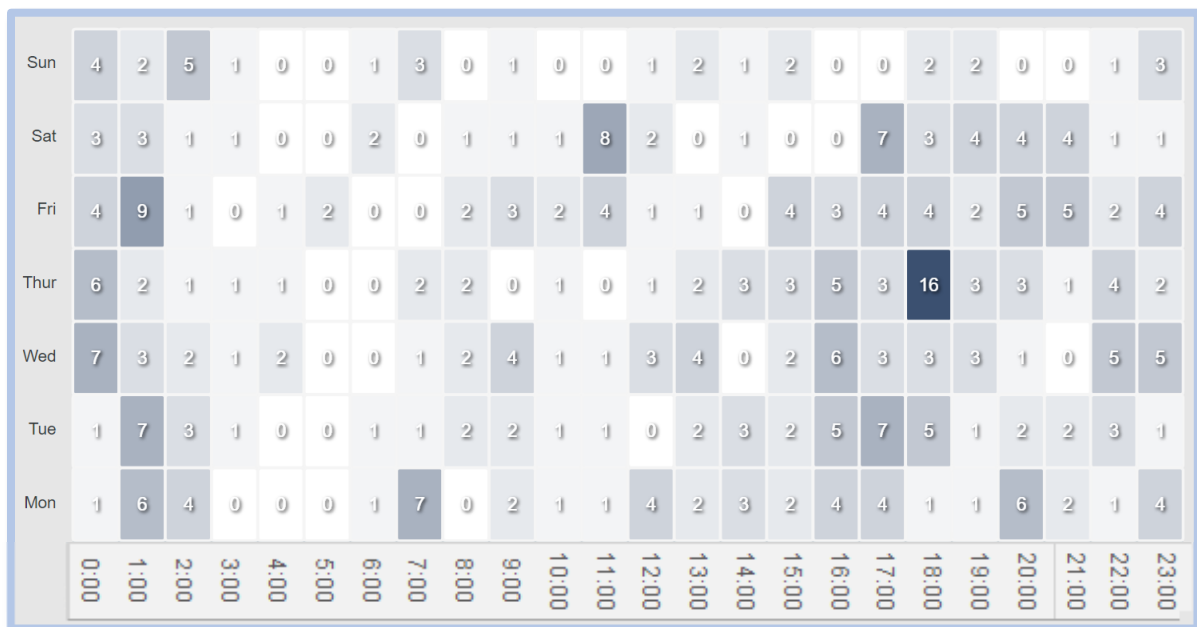 Sun 4 2 5 1 0 0 1 3 0 1 0 0 1 2 1 2 0 0 2 2 0 0 1 3
Sat 3 3 1 1 0 0 2 0 1 1 1 8 2 0 1 0 0 7 3 4 4 4 1 1
Fri 4 9 1 0 1 2 0 0 2 3 2 4 1 1 0 4 3 4 4 2 5 5 2 4
Thur 6 2 1 1 1 0 0 2 2 0 1 0 1 2 3 3 5 3 16 3 3 1 4 2
Wed 7 3 2 1 2 0 0 1 2 4 1 1 3 4 0 2 6 3 3 3 1 0 5 5
Tue 1 7 3 1 0 0 1 1 2 2 1 1 0 2 3 2 5 7 5 1 2 2 3 1
Mon 1 6 4 0 0 0 1 7 0 2 1 1 4 2 3 2 4 4 1 1 6 2 1 4
0:00 1:00 2:00 3:00 4:00 5:00 6:00 7:00 8:00 9:00 10:00 11:00 12:00 13:00 14:00 15:00 16:00 17:00 18:00 19:00 20:00 21:00 22:00 23:00